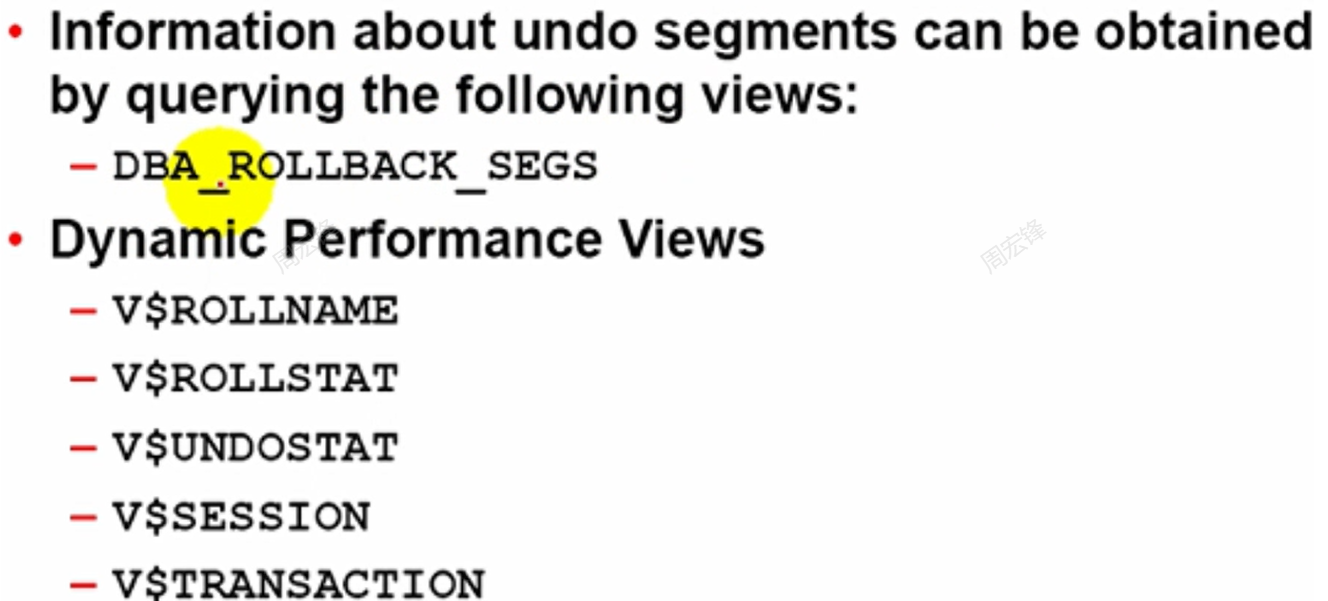 • Information about undo segments can be obtained
by querying the following views:
– DBA_ROLLBACK_SEGS
• Dynamic Performance Views
周宏锋
周宏锋
– V$ROLLNAME
– V$ROLLSTAT
– V$UNDOSTAT
– V$SESSION
– V$TRANSACTION